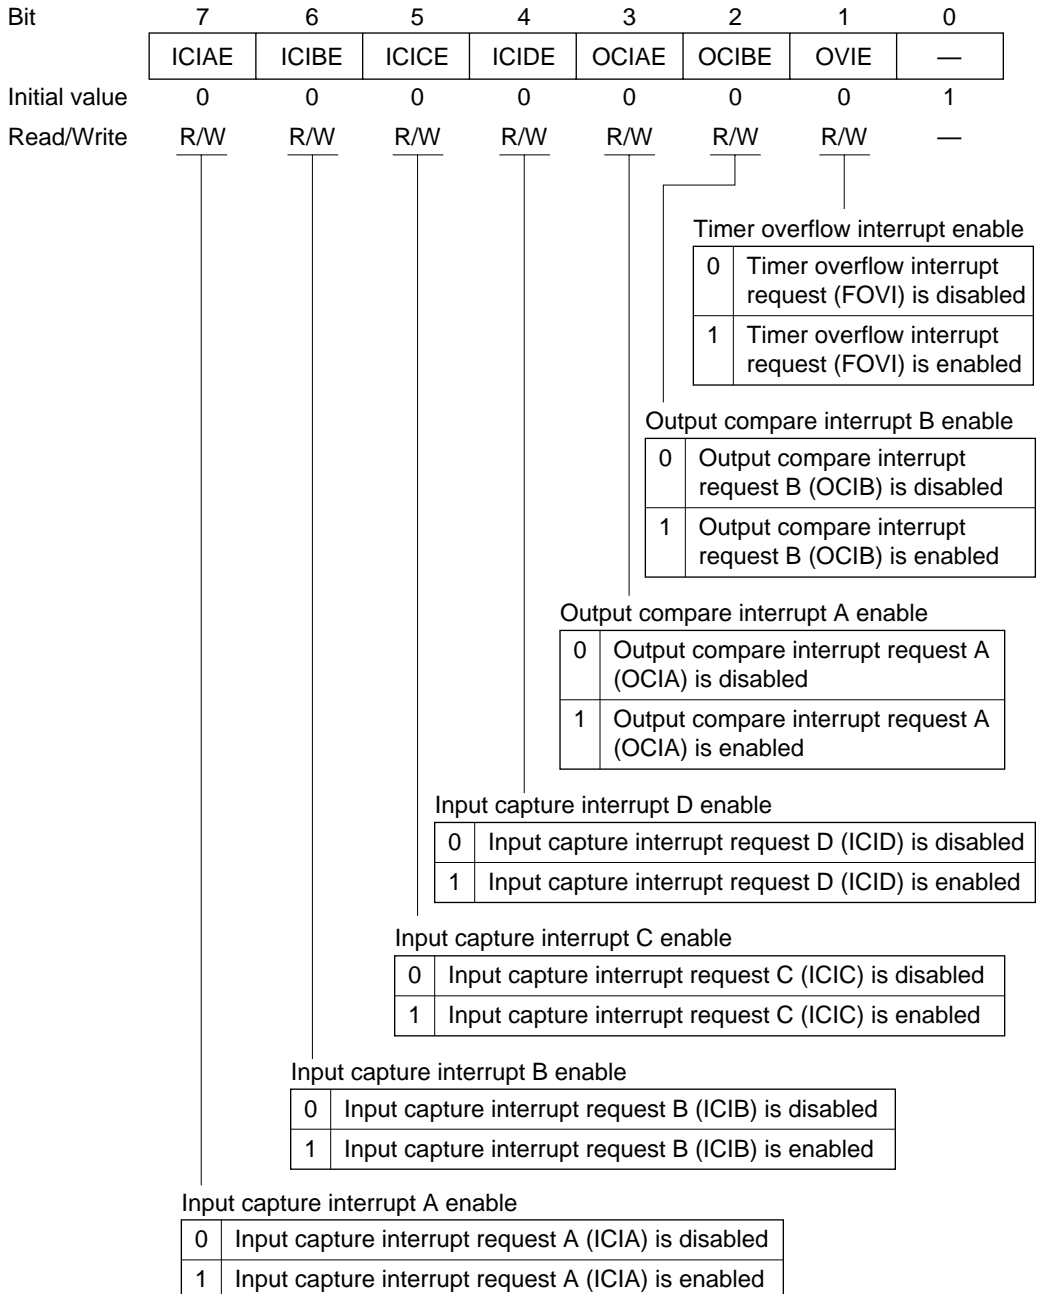 Bit 7 6 5 4 3 2 1 0
ICIAE ICIBE ICICE ICIDE OCIAE OCIBE OVIE —
Initial value 0 0 0 0 0 0 0 1
Read/Write R/W R/W R/W R/W R/W R/W R/W —
Timer overflow interrupt enable
0 Timer overflow interrupt
request (FOVI) is disabled
1 Timer overflow interrupt
request (FOVI) is enabled
Output compare interrupt B enable
0 Output compare interrupt
request B (OCIB) is disabled
1 Output compare interrupt
request B (OCIB) is enabled
Output compare interrupt A enable
0 Output compare interrupt request A
(OCIA) is disabled
1 Output compare interrupt request A
(OCIA) is enabled
Input capture interrupt D enable
0 Input capture interrupt request D (ICID) is disabled
1 Input capture interrupt request D (ICID) is enabled
Input capture interrupt C enable
0 Input capture interrupt request C (ICIC) is disabled
1 Input capture interrupt request C (ICIC) is enabled
Input capture interrupt B enable
0 Input capture interrupt request B (ICIB) is disabled
1 Input capture interrupt request B (ICIB) is enabled
Input capture interrupt A enable
0 Input capture interrupt request A (ICIA) is disabled
1 Input capture interrupt request A (ICIA) is enabled